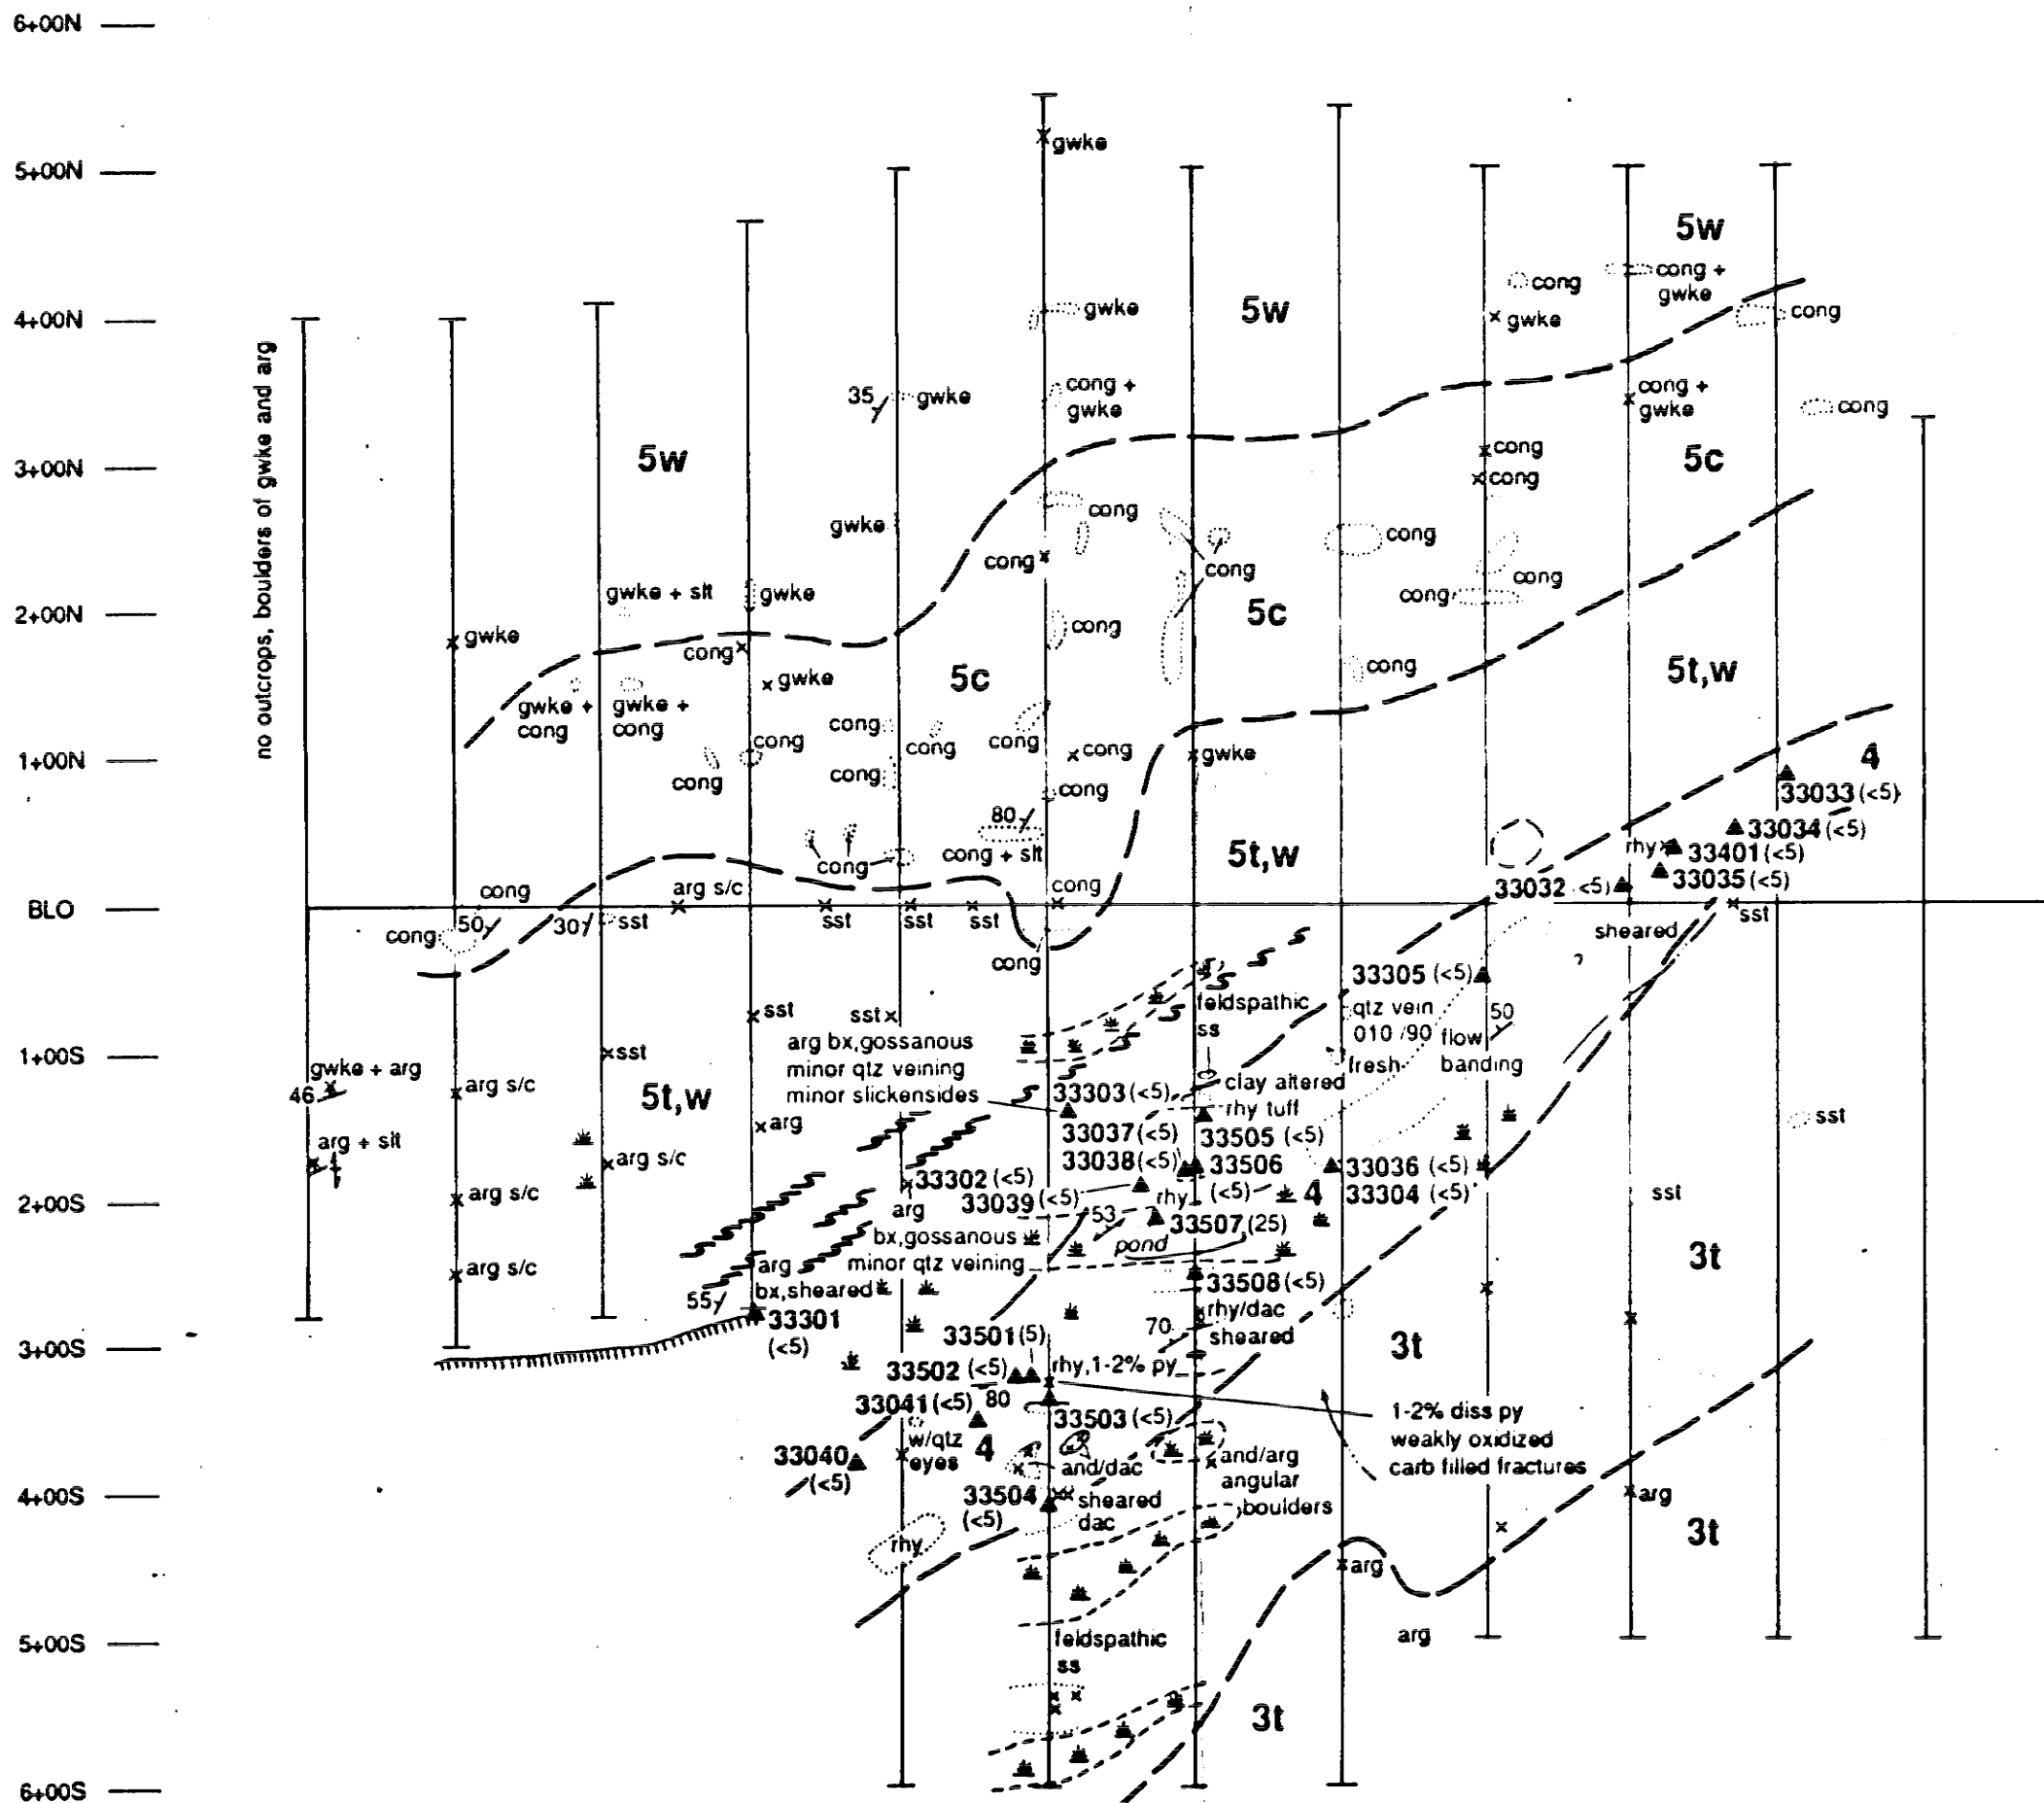 6+00N
5+00N
4+00N
3+00N
2+00N
1+00N
BLO
1+00S
2+00S
3+00S
4+00S
5+00S
6+00S
no outcrops, boulders of gwke and arg
gwke
5w
5w
cong +
gwke
cong
gwke
cong
5w
gwke
35
gwke
cong +
gwke
cong +
gwke
cong
5w
cong
cong
5c
gwke
cong
cong
cong
cong
cong
cong
cong
gwke + slt
gwke
5c
cong
gwke
cong
cong
5t,w
gwke
5c
gwke +
cong
gwke +
cong
cong
cong
cong
cong
cong
gwke
4
cong
cong
cong
33033 (<5)
80
33034 (<5)
cong
cong + slt
5t,w
rhy
33401 (<5)
33035 (<5)
33032 <5)
cong
arg s/c
cong
sst
sst
sst
sst
cong
50
30
sst
sheared
cong
33305 (<5)
?
feldspathic
ss
qtz vein
010 /90
50
flow
banding
fresh
sst
sst
arg bx,gossanous
minor qtz veining
minor slickensides
sst
gwke + arg
46
arg s/c
5t,w
33303 (<5)
clay altered
rhy tuff
sst
arg
33037 (<5)
33505 (<5)
arg + slt
arg s/c
33038 (<5)
33506
(<5)
33036 (<5)
33304 (<5)
4
33302 (<5)
33039 (<5)
rhy
sst
arg s/c
arg
bx,gossanous
minor qtz veining
53
33507 (25)
pond
3t
arg s/c
arg
bx,sheared
33508 (<5)
55
33301
(<5)
rhy/dac
sheared
70
33501 (5)
3t
33502 (<5)
rhy,1-2% py
33041 (<5)
80
33503 (<5)
1-2% diss py
weakly oxidized
carb filled fractures
w/qtz
eyes
4
33040
(<5)
and/dac
and/arg
angular
boulders
33504
(<5)
sheared
dac
arg
3t
rhy
arg
feldspathic
ss
arg
3t